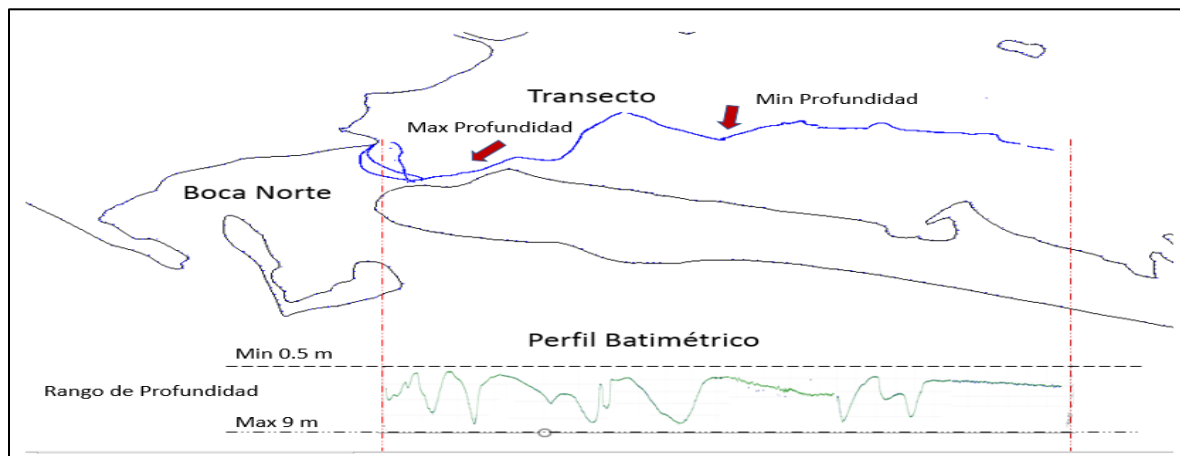 Transecto
Min Profundidad
Max Profundidad
Boca Norte
Perfil Batimétrico
Min 0.5 m
Rango de Profundidad
Max 9 m